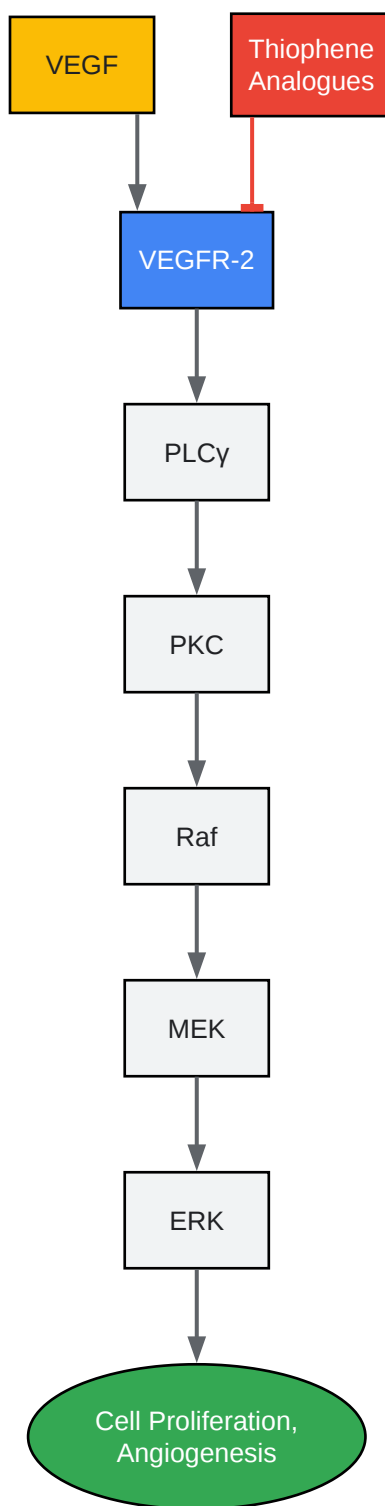 VEGF
Thiophene
Analogues
VEGFR-2
PLCγ
PKC
Raf
MEK
ERK
Cell Proliferation,
Angiogenesis